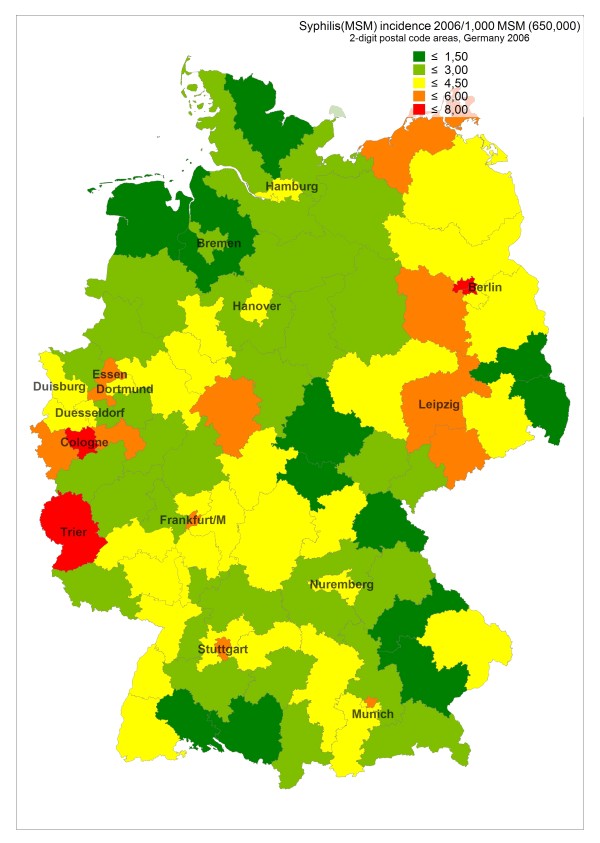 Syphilis(MSM) incidence 2006/1,000 MSM (650,000)
2-digit postal code areas, Germany 2006
≤ 1,50
≤ 3,00
≤ 4,50
≤ 6,00
≤ 8,00
Hamburg
Bremen
Berlin
Hanover
Essen
Duisburg
Dortmund
Leipzig
Duesseldorf
Cologne
Frankfurt/M
Trier
Nuremberg
Stuttgart
Munich